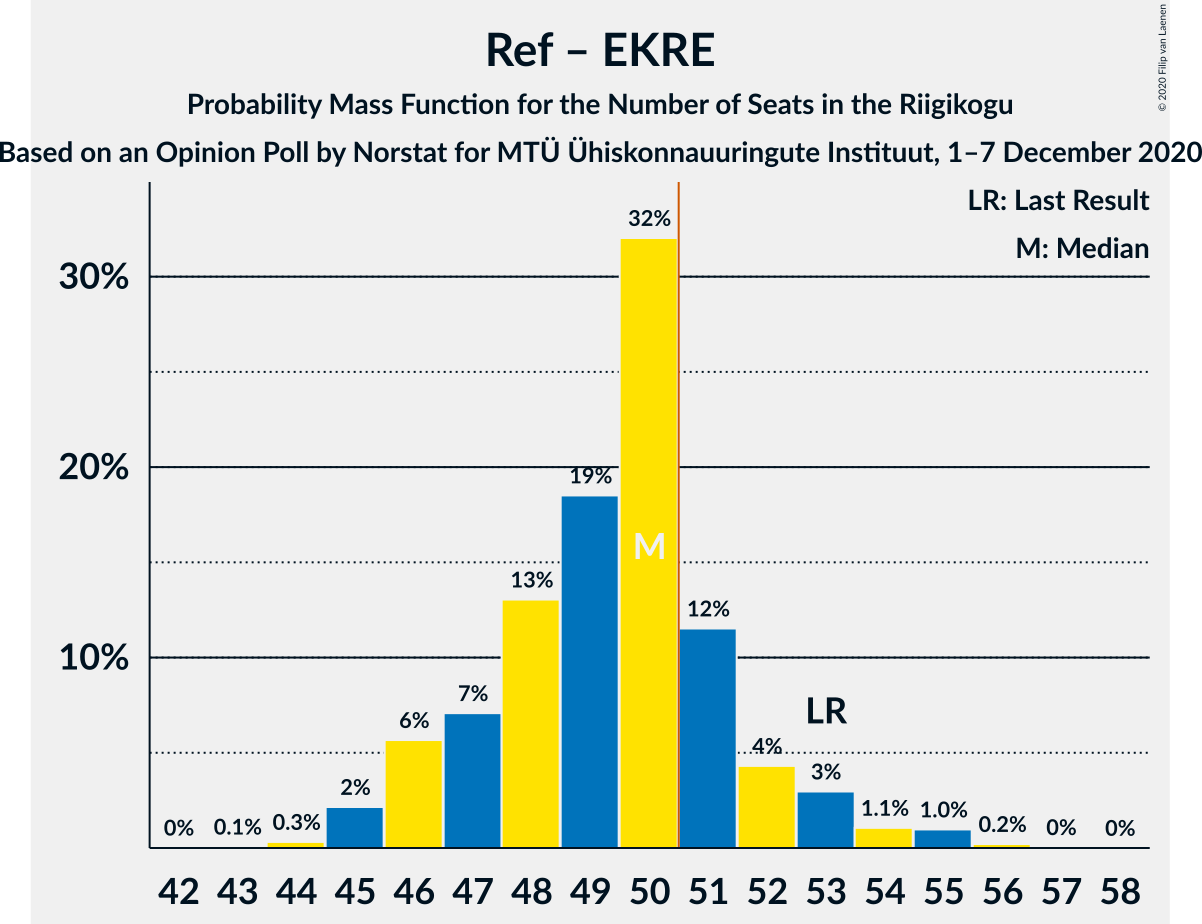 Ref – EKRE
Probability Mass Function for the Number of Seats in the Riigikogu
Based on an Opinion Poll by Norstat for MTÜ Ühiskonnauuringute Instituut, 1–7 December 2020
© 2020 Filip van Laenen
LR: Last Result
M: Median
30%
20%
10%
0%
0.1%
0.3%
2%
6%
7%
13%
19%
32%
M
12%
4%
LR
3%
1.1%
1.0%
0.2%
0%
0%
42 43 44 45 46 47 48 49 50 51 52 53 54 55 56 57 58